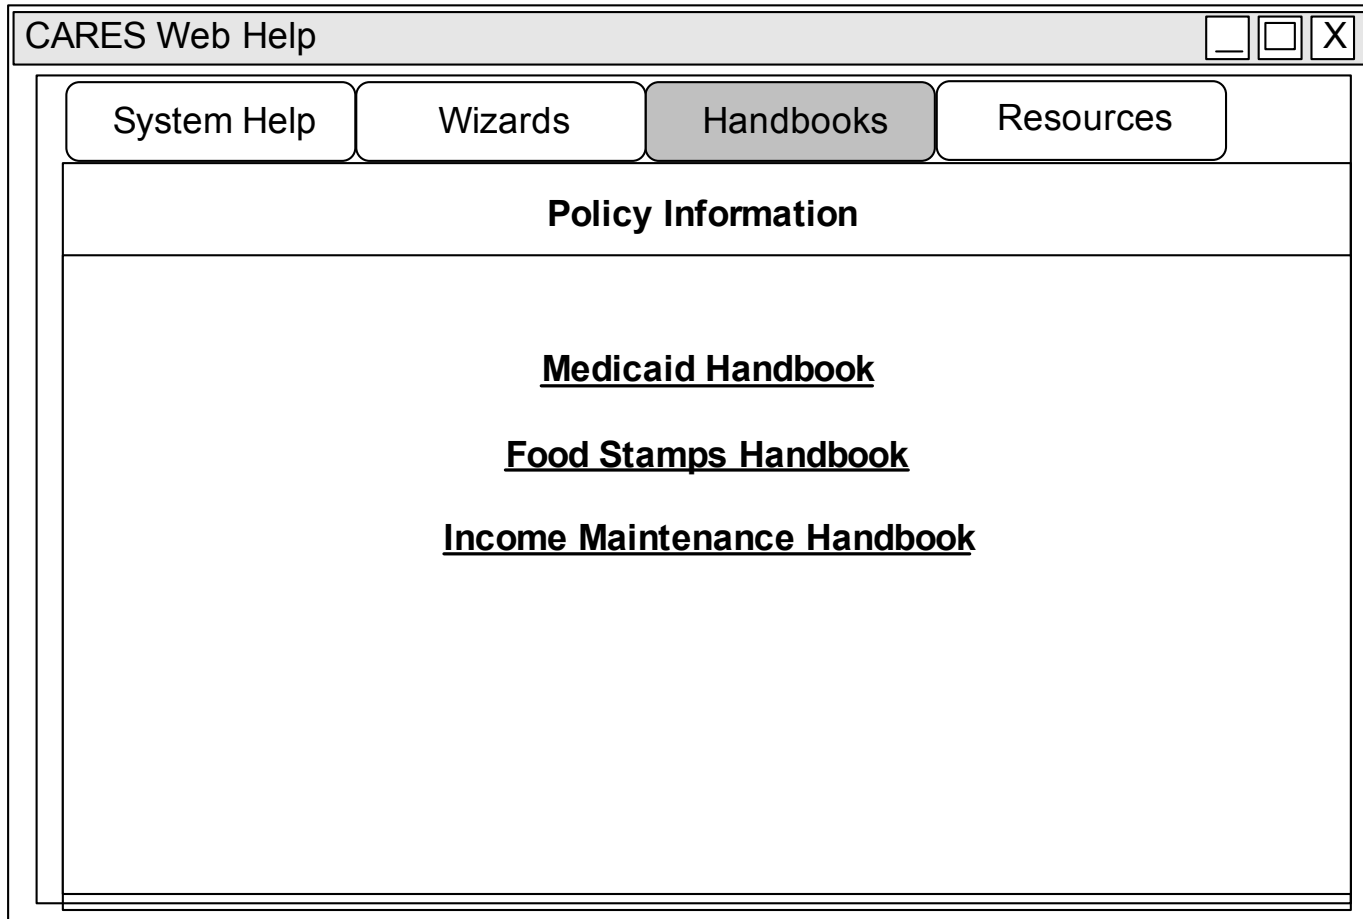 CARES Web Help
_ X
System Help Wizards Handbooks Resources
Policy Information
Medicaid Handbook
Food Stamps Handbook
Income Maintenance Handbook